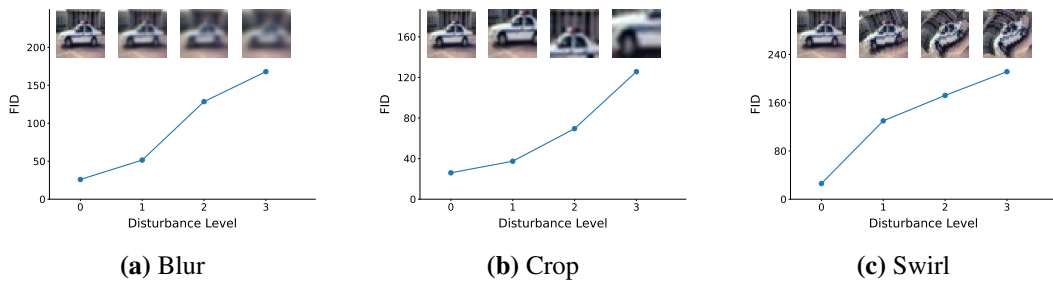 FID
200
150
100
50
0
0 1 2 3
Disturbance Level
(a) Blur
FID
160
120
80
40
0
0 1 2 3
Disturbance Level
(b) Crop
FID
240
160
80
0
0 1 2 3
Disturbance Level
(c) Swirl